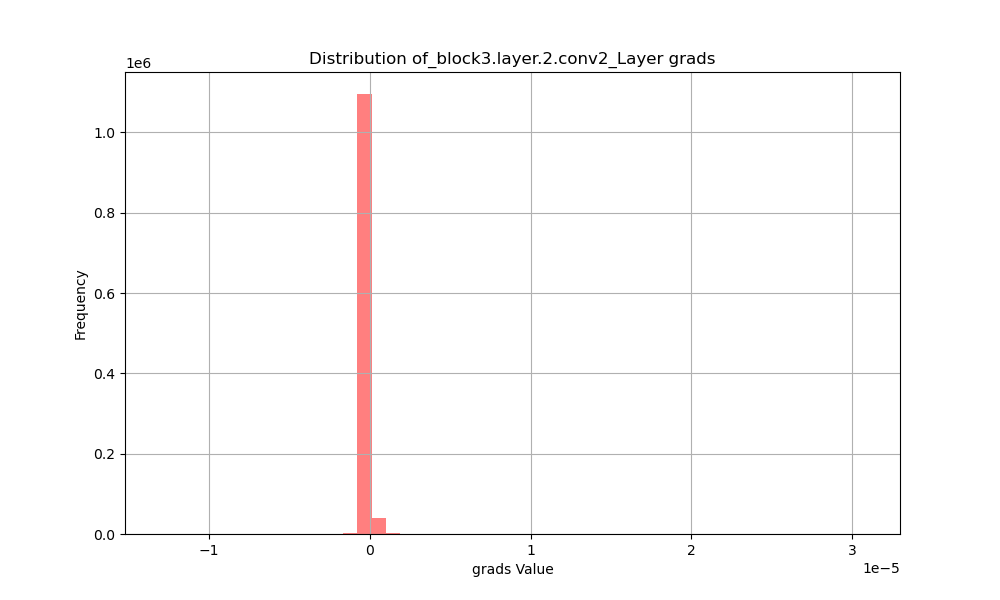 Distribution of_block3.layer.2.conv2_Layer grads
1e6
1.0
0.8
0.6
0.4
0.2
0.0
Frequency
−1
0
1
2
3
1e−5
grads Value